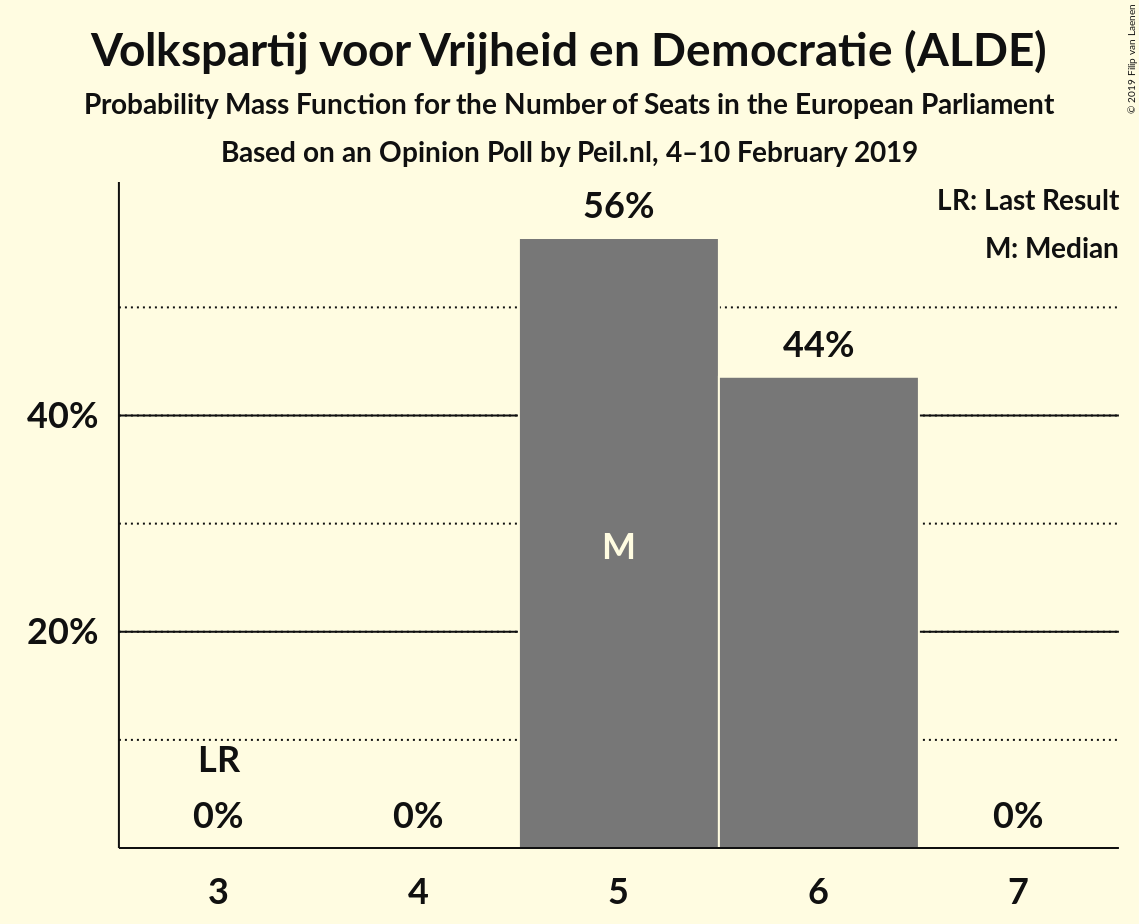 Volkspartij voor Vrijheid en Democratie (ALDE)
Probability Mass Function for the Number of Seats in the European Parliament
Based on an Opinion Poll by Peil.nl, 4–10 February 2019
© 2019 Filip van Laenen
LR: Last Result
M: Median
56%
44%
40%
M
20%
LR
0%
0%
0%
3
4
5
6
7